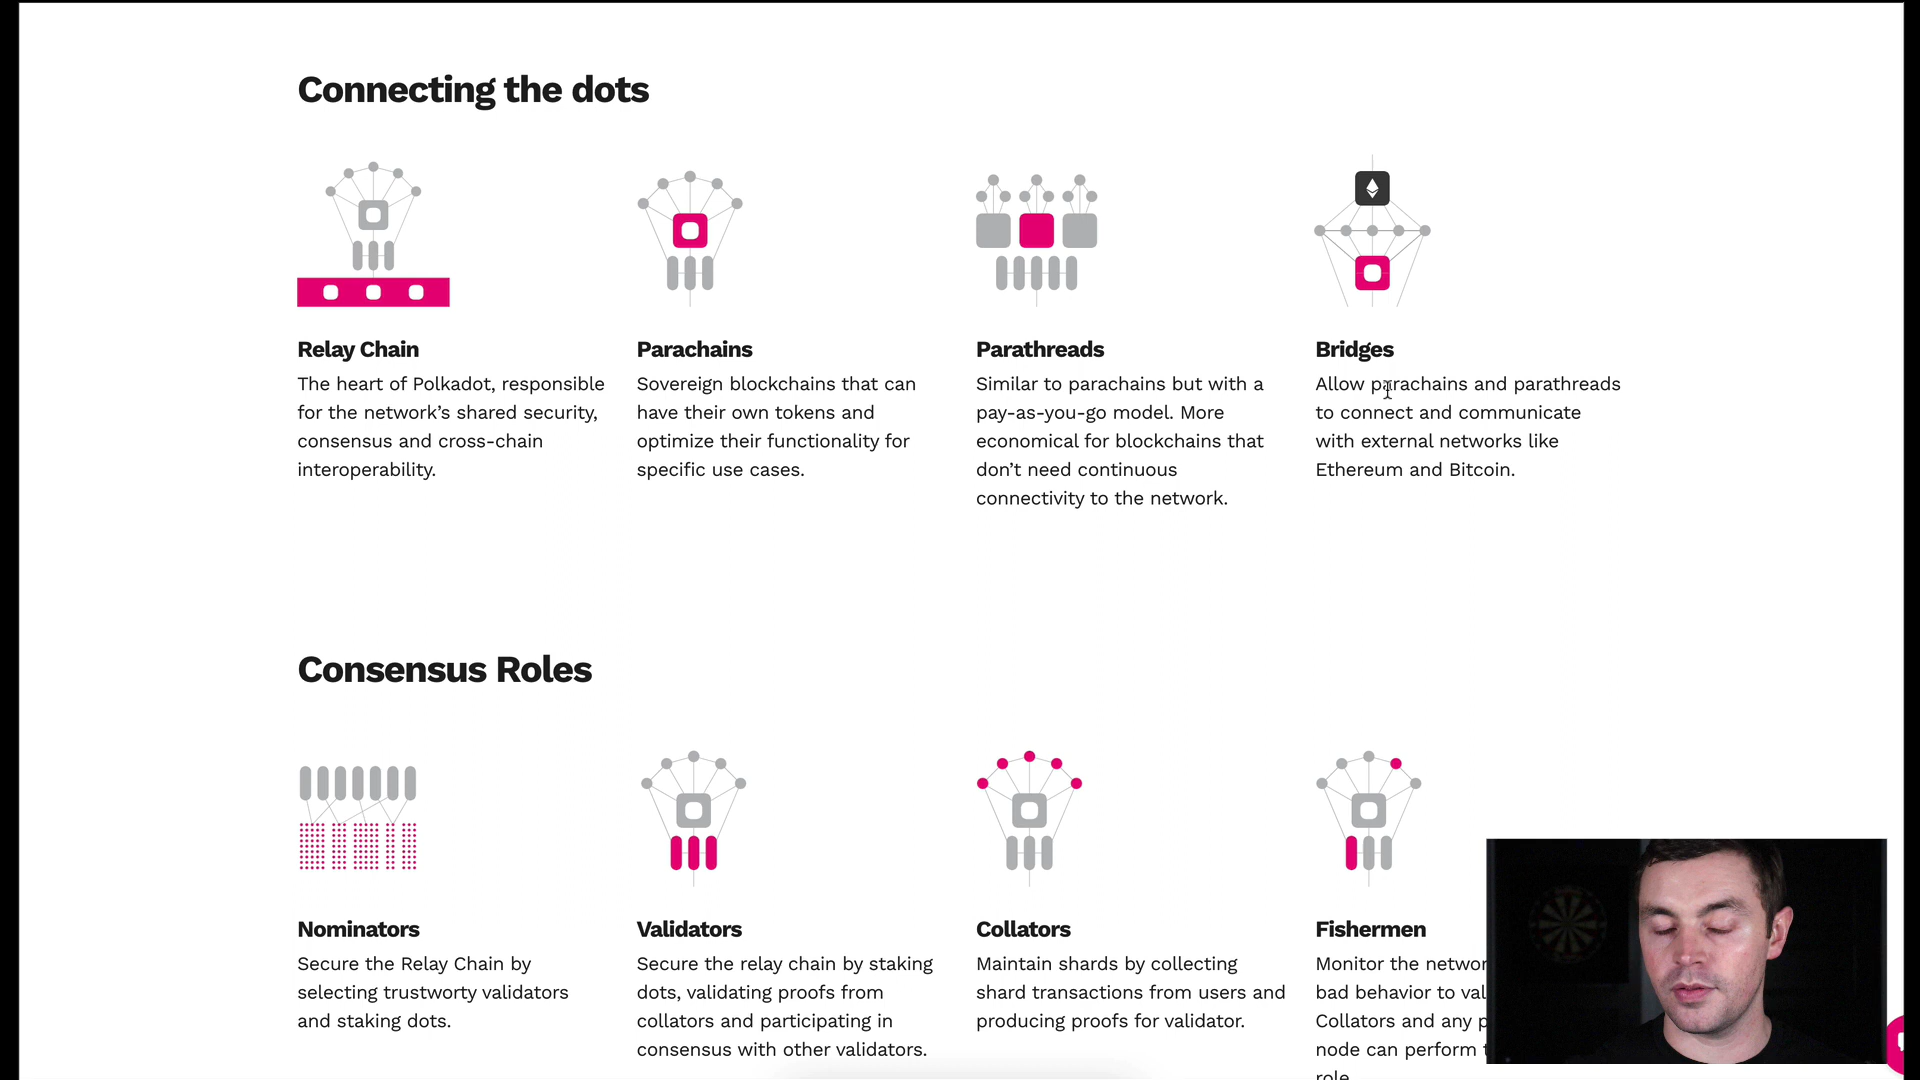 Connecting the dots
Relay Chain
The heart of Polkadot, responsible
for the network’s shared security,
consensus and cross-chain
interoperability.
Parachains
Sovereign blockchains that can
have their own tokens and
optimize their functionality for
specific use cases.
Parathreads
Similar to parachains but with a
pay-as-you-go model. More
economical for blockchains that
don’t need continuous
connectivity to the network.
Bridges
Allow parachains and parathreads
to connect and communicate
with external networks like
Ethereum and Bitcoin.
Consensus Roles
Nominators
Secure the Relay Chain by
selecting trustworty validators
and staking dots.
Validators
Secure the relay chain by staking
dots, validating proofs from
collators and participating in
consensus with other validators.
Collators
Maintain shards by collecting
shard transactions from users and
producing proofs for validator.
Fishermen
Monitor the
bad behavior to
Collators and any
node can perform
role